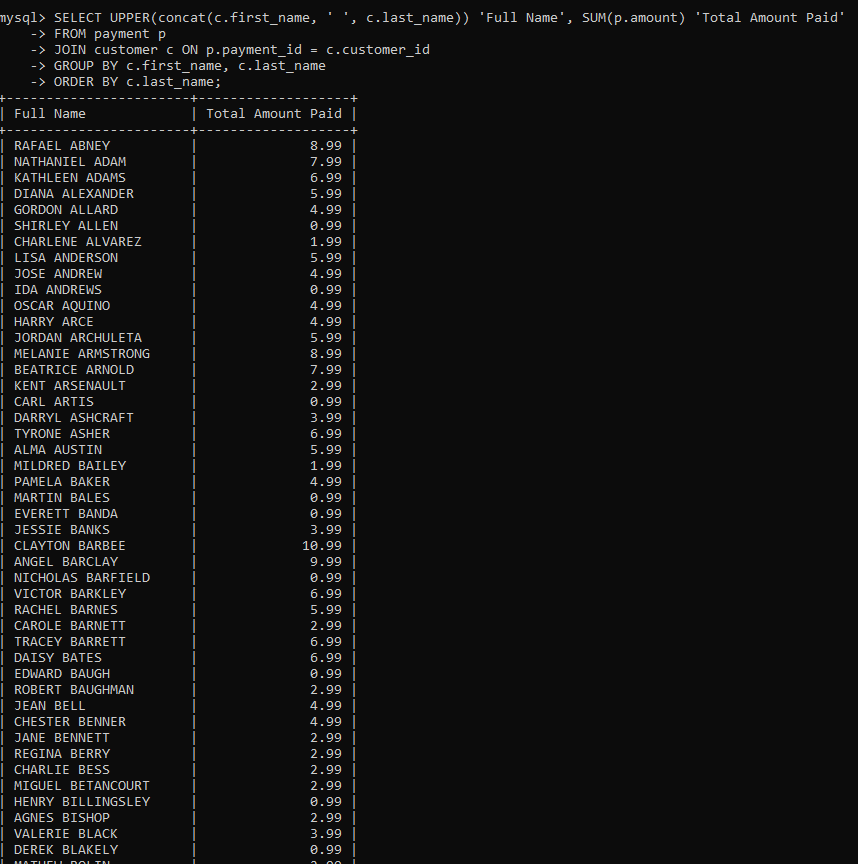 mysql> SELECT UPPER(concat(c.first_name, ' ', c.last_name)) 'Full Name', SUM(p.amount) 'Total Amount Paid'
    -> FROM payment p
    -> JOIN customer c ON p.payment_id = c.customer_id
    -> GROUP BY c.first_name, c.last_name
    -> ORDER BY c.last_name;
+-----------------------+-------------------+
| Full Name             | Total Amount Paid |
+-----------------------+-------------------+
| RAFAEL ABNEY          |              8.99 |
| NATHANIEL ADAM        |              7.99 |
| KATHLEEN ADAMS        |              6.99 |
| DIANA ALEXANDER       |              5.99 |
| GORDON ALLARD         |              4.99 |
| SHIRLEY ALLEN         |              0.99 |
| CHARLENE ALVAREZ      |              1.99 |
| LISA ANDERSON         |              5.99 |
| JOSE ANDREW           |              4.99 |
| IDA ANDREWS           |              0.99 |
| OSCAR AQUINO          |              4.99 |
| HARRY ARCE            |              4.99 |
| JORDAN ARCHULETA      |              5.99 |
| MELANIE ARMSTRONG     |              8.99 |
| BEATRICE ARNOLD       |              7.99 |
| KENT ARSENAULT        |              2.99 |
| CARL ARTIS            |              0.99 |
| DARRYL ASHCRAFT       |              3.99 |
| TYRONE ASHER          |              6.99 |
| ALMA AUSTIN           |              5.99 |
| MILDRED BAILEY        |              1.99 |
| PAMELA BAKER          |              4.99 |
| MARTIN BALES          |              0.99 |
| EVERETT BANDA         |              0.99 |
| JESSIE BANKS          |              3.99 |
| CLAYTON BARBEE        |             10.99 |
| ANGEL BARCLAY         |              9.99 |
| NICHOLAS BARFIELD     |              0.99 |
| VICTOR BARKLEY        |              6.99 |
| RACHEL BARNES         |              5.99 |
| CAROLE BARNETT        |              2.99 |
| TRACEY BARRETT        |              6.99 |
| DAISY BATES           |              6.99 |
| EDWARD BAUGH          |              0.99 |
| ROBERT BAUGHMAN       |              2.99 |
| JEAN BELL             |              4.99 |
| CHESTER BENNER        |              4.99 |
| JANE BENNETT          |              2.99 |
| REGINA BERRY          |              2.99 |
| CHARLIE BESS          |              2.99 |
| MIGUEL BETANCOURT     |              2.99 |
| HENRY BILLINGSLEY     |              0.99 |
| AGNES BISHOP          |              2.99 |
| VALERIE BLACK         |              3.99 |
| DEREK BLAKELY         |              0.99 |